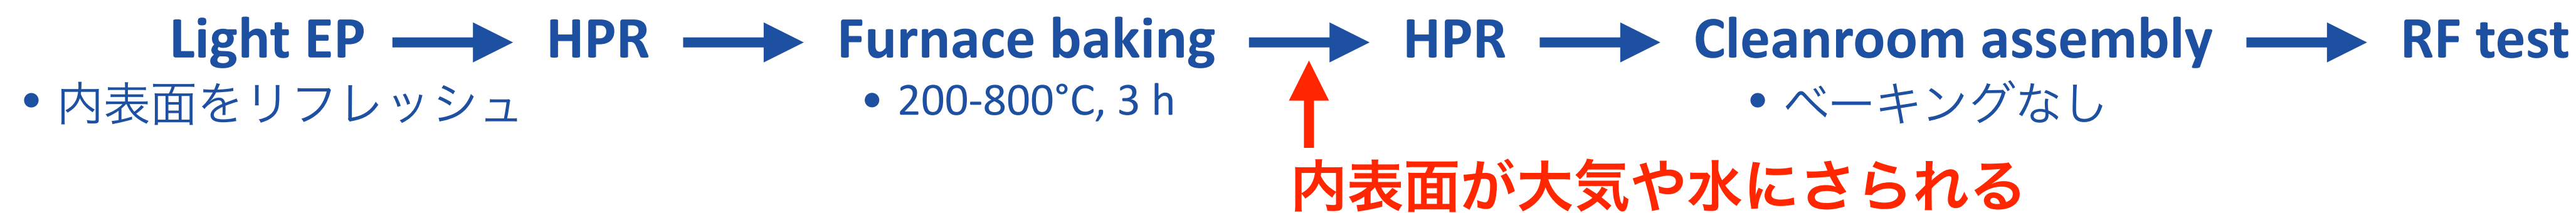 Light EP → HPR → Furnace baking → HPR → Cleanroom assembly → RF test
• 内表面をリフレッシュ
• 200-800°C, 3 h
• ベーキングなし
内表面が大気や水にさられる